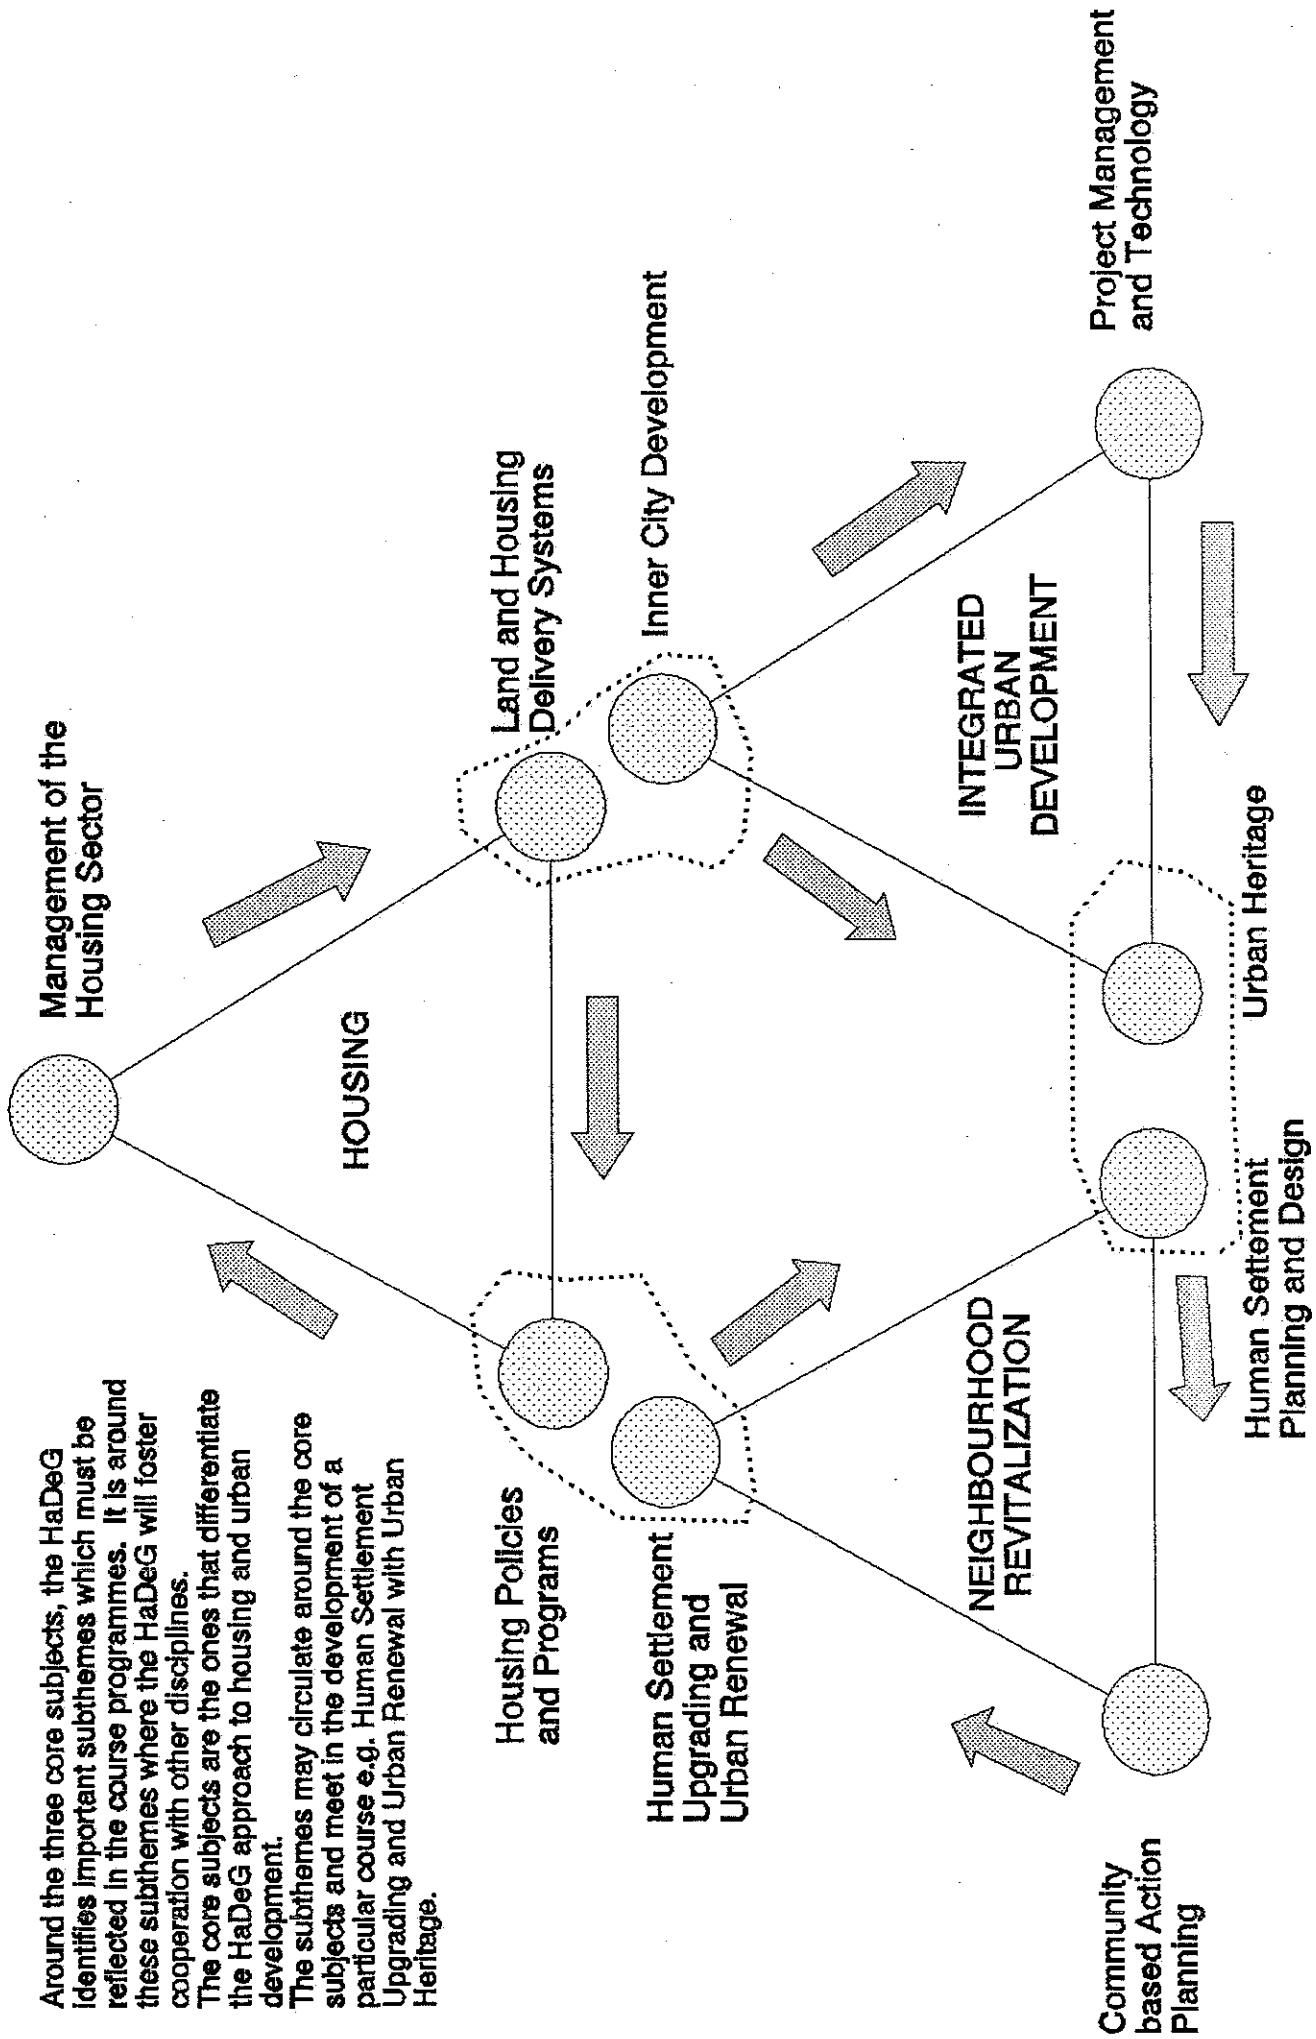 Around the three core subjects, the HaDeG
identifies important subthemes which must be
reflected in the course programmes. It is around
these subthemes where the HaDeG will foster
cooperation with other disciplines.
The core subjects are the ones that differentiate
the HaDeG approach to housing and urban
development.
The subthemes may circulate around the core
subjects and meet in the development of a
particular course e.g. Human Settlement
Upgrading and Urban Renewal with Urban
Heritage.
Management of the
Housing Sector
HOUSING
Housing Policies
and Programs
Land and Housing
Delivery Systems
Human Settlement
Upgrading and
Urban Renewal
Inner City Development
NEIGHBOURHOOD
REVITALIZATION
INTEGRATED
URBAN
DEVELOPMENT
Community
based Action
Planning
Human Settlement
Planning and Design
Urban Heritage
Project Management
and Technology